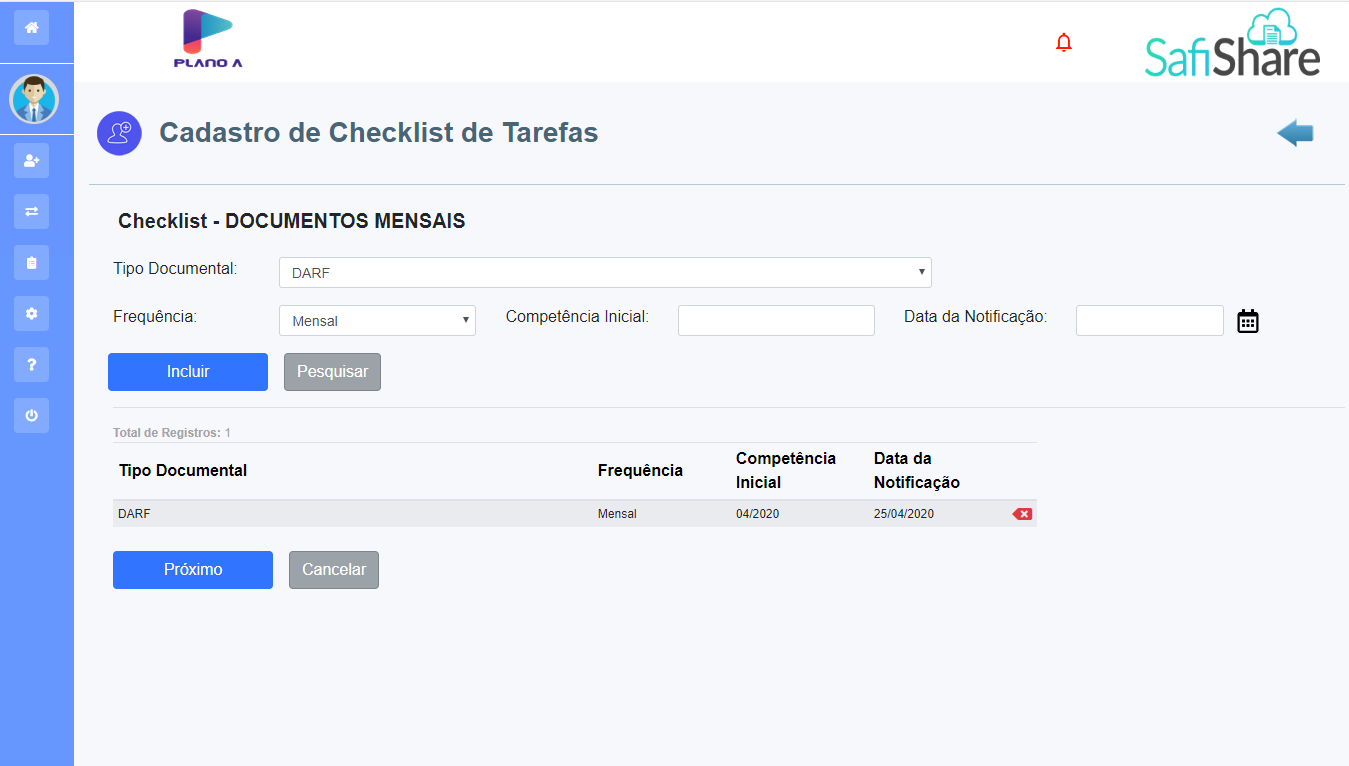 PLANO A
SafiShare
Cadastro de Checklist de Tarefas
Checklist - DOCUMENTOS MENSAIS
Tipo Documental: DARF
Frequência: Mensal Competência Inicial: Data da Notificação:
Incluir Pesquisar
Total de Registros: 1
Tipo Documental Frequência Competência Inicial Data da Notificação
DARF Mensal 04/2020 25/04/2020
Próximo Cancelar